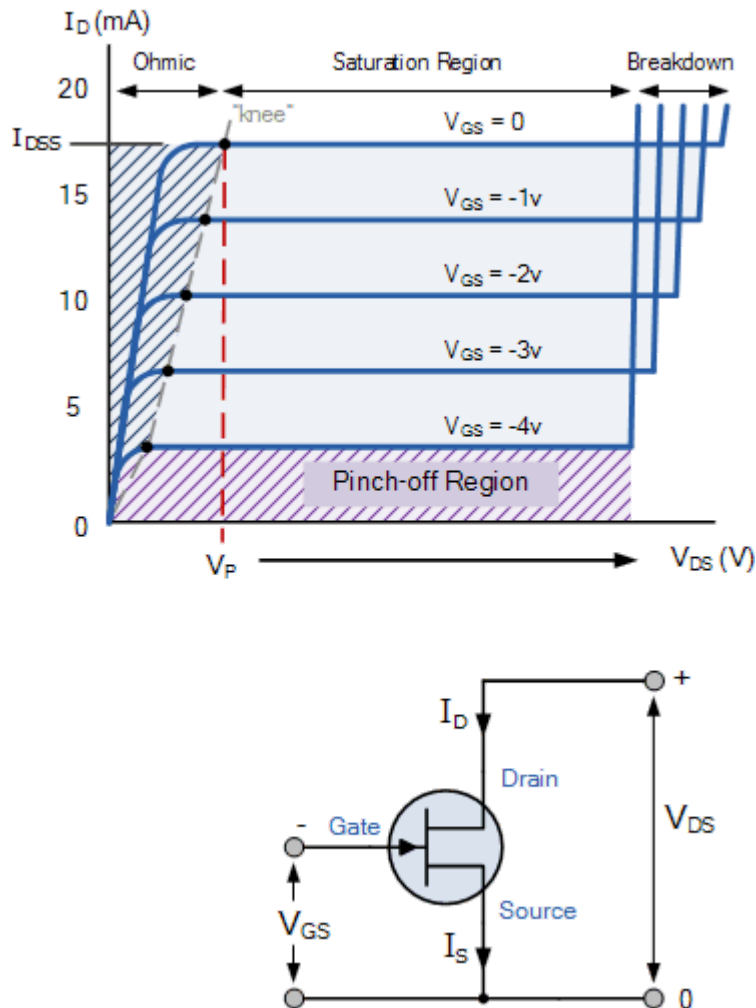 I_D (mA)
Ohmic
Saturation Region
Breakdown
20
"knee"
V_GS = 0
I_DSS
15
V_GS = -1v
10
V_GS = -2v
V_GS = -3v
5
V_GS = -4v
Pinch-off Region
0
V_P
V_DS (V)
+
I_D
Drain
-
Gate
V_DS
V_GS
Source
I_S
0